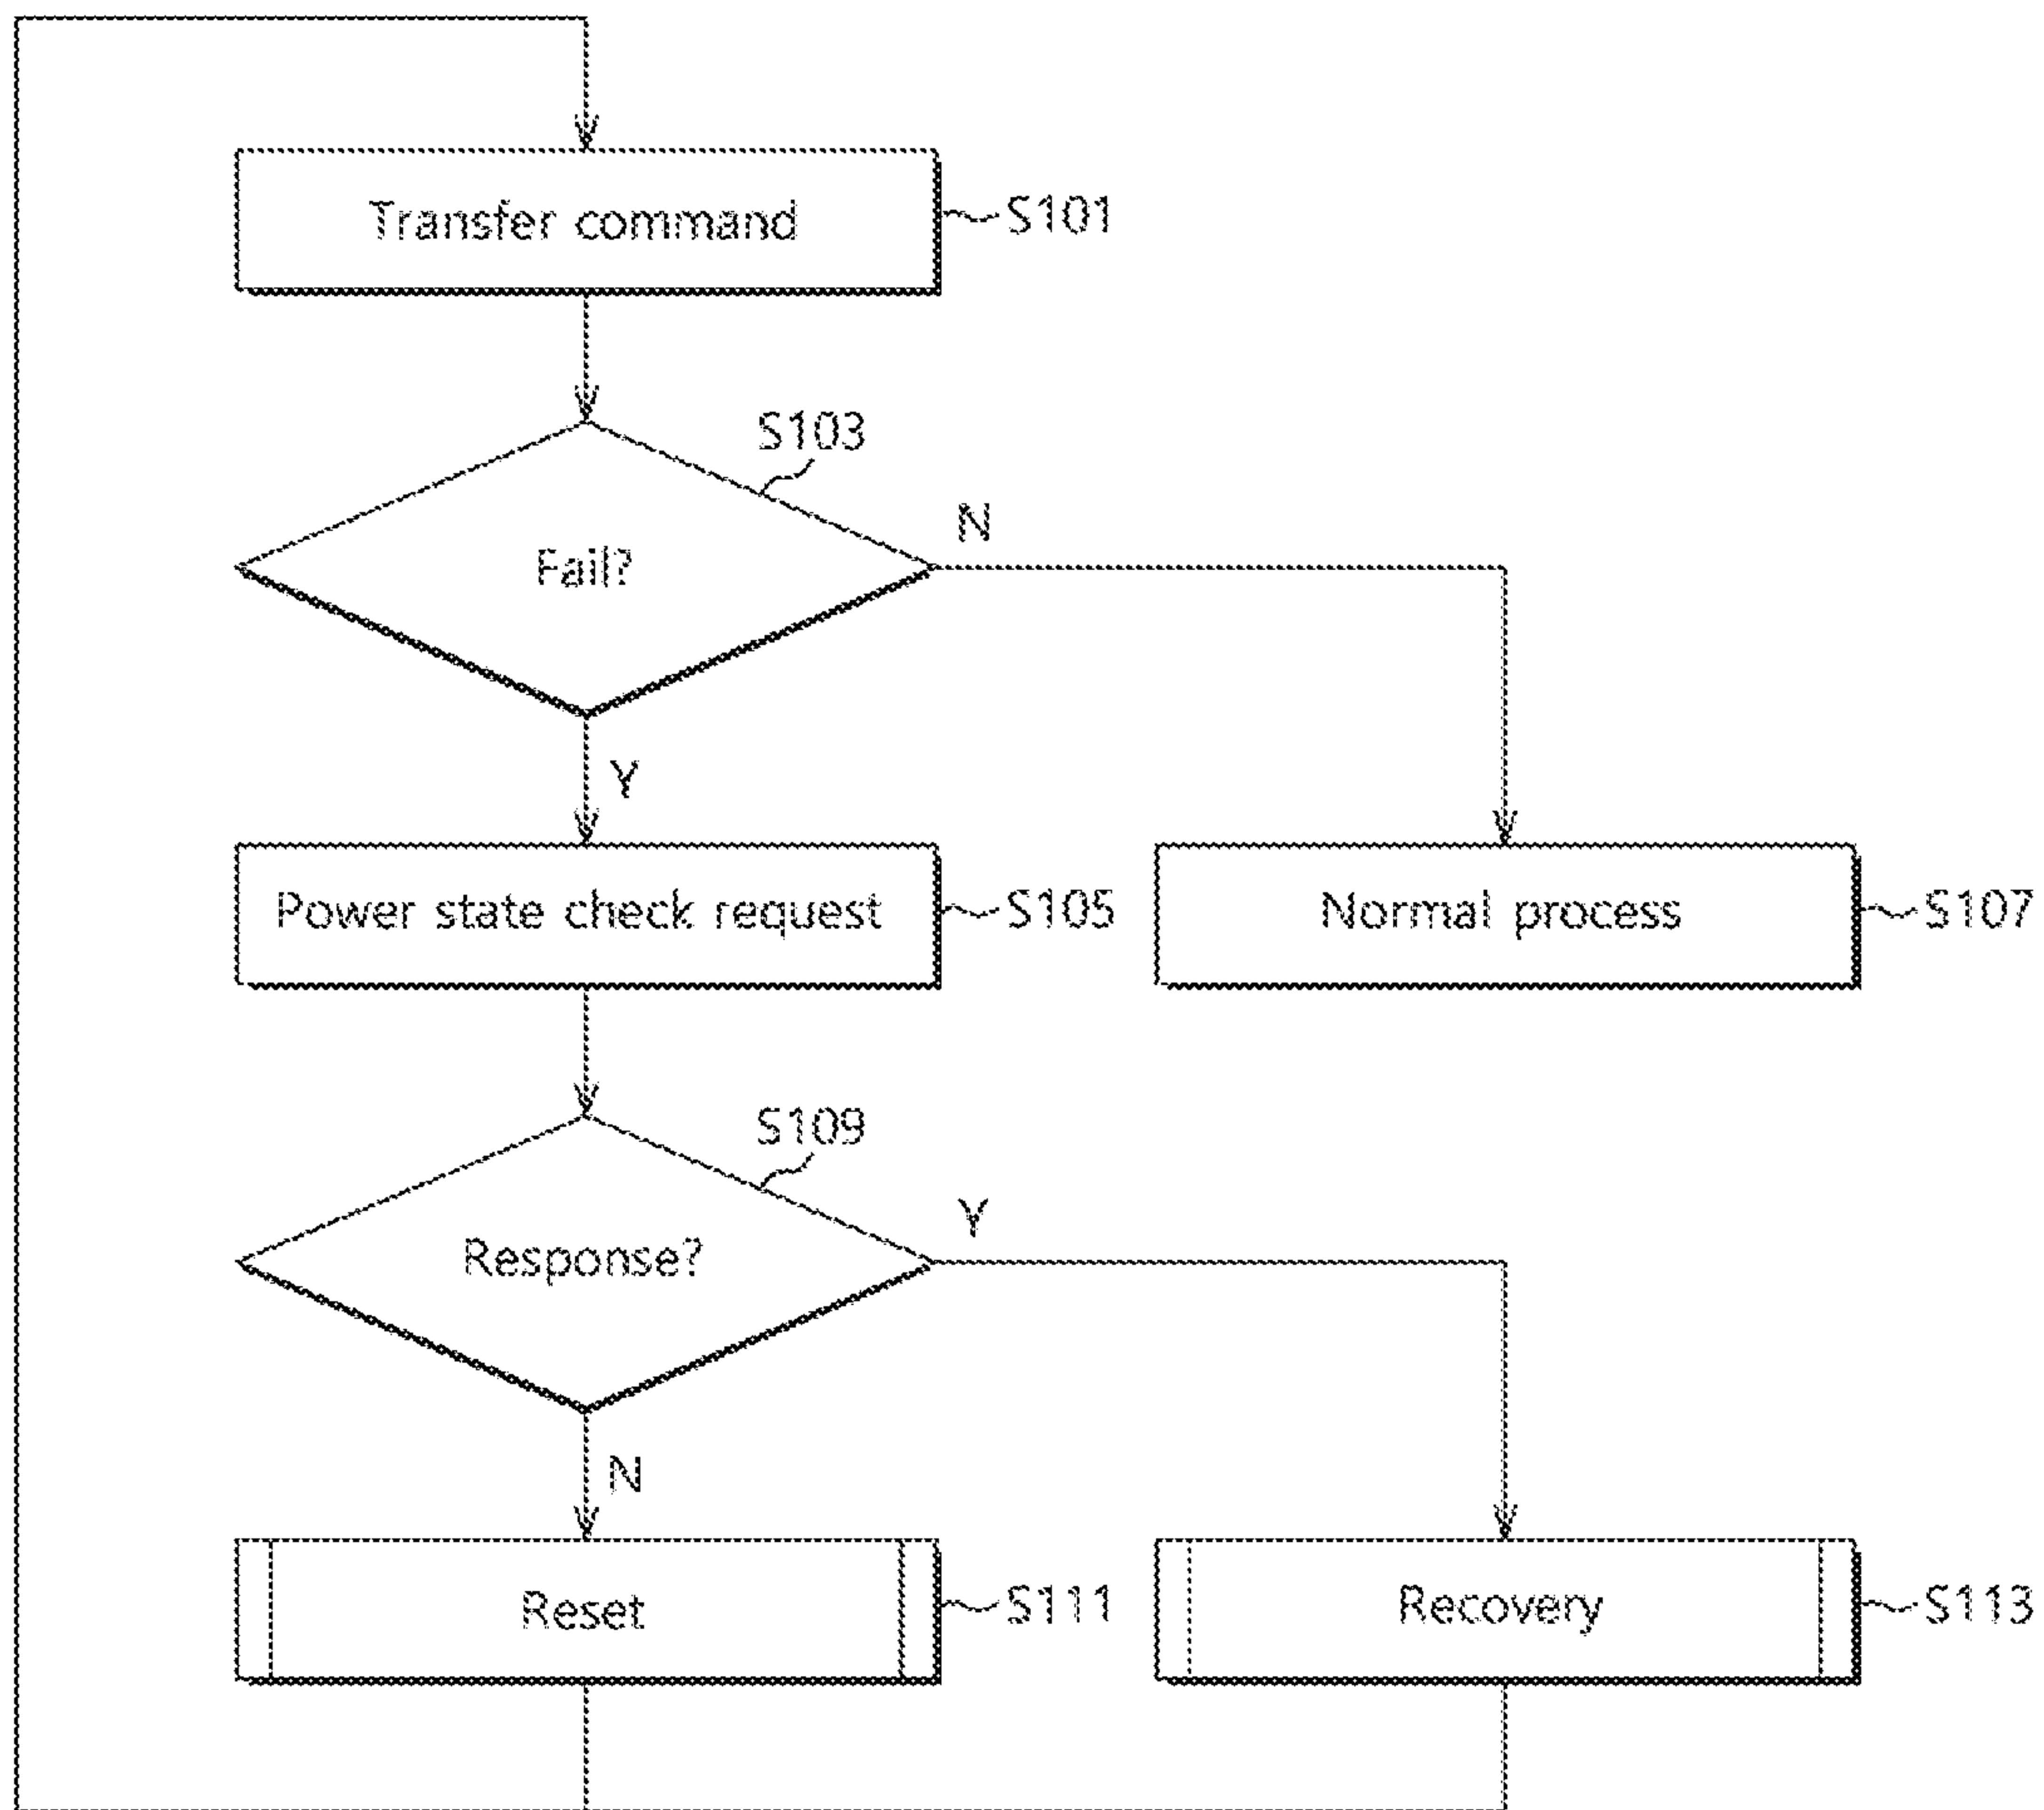 Transfer command
S101
S103
Fail?
N
Y
Power state check request
S105
Normal process
S107
S109
Response?
Y
N
Reset
S111
Recovery
S113